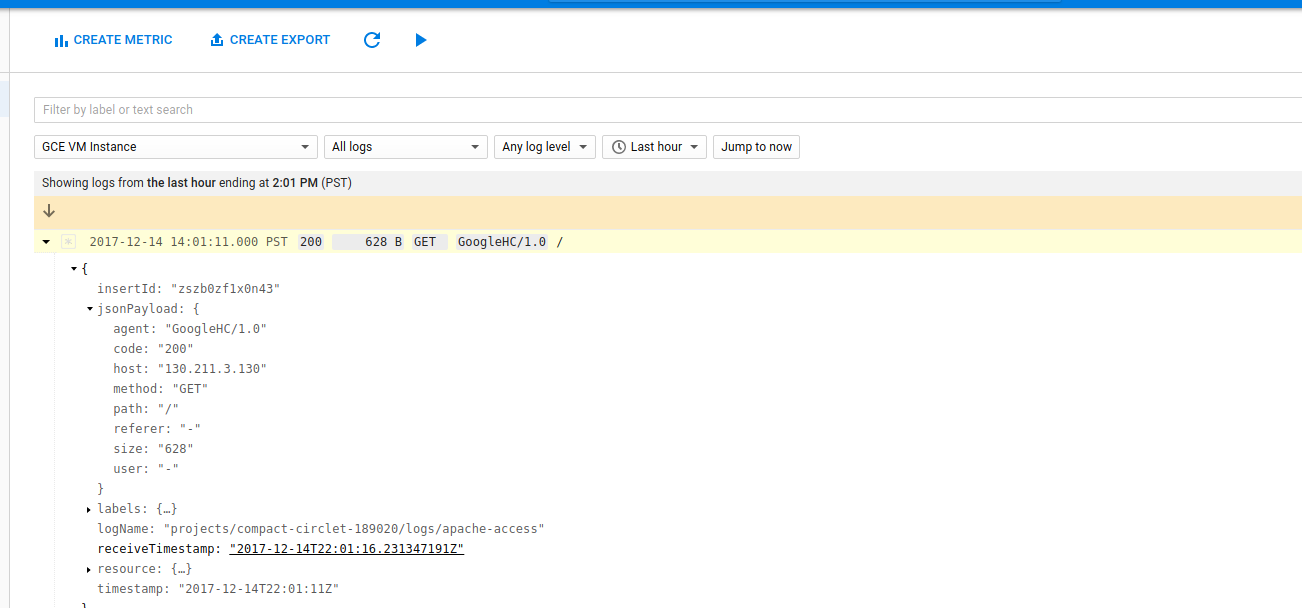 CREATE METRIC CREATE EXPORT
Filter by label or text search
GCE VM Instance All logs Any log level Last hour Jump to now
Showing logs from the last hour ending at 2:01 PM (PST)
2017-12-14 14:01:11.000 PST 200 628 B GET GoogleHC/1.0 /
{
insertId: "zszb0zf1x0n43"
jsonPayload: {
agent: "GoogleHC/1.0"
code: "200"
host: "130.211.3.130"
method: "GET"
path: "/"
referer: "-"
size: "628"
user: "-"
}
labels: {…}
logName: "projects/compact-circlet-189020/logs/apache-access"
receiveTimestamp: "2017-12-14T22:01:16.231347191Z"
resource: {…}
timestamp: "2017-12-14T22:01:11Z"
}